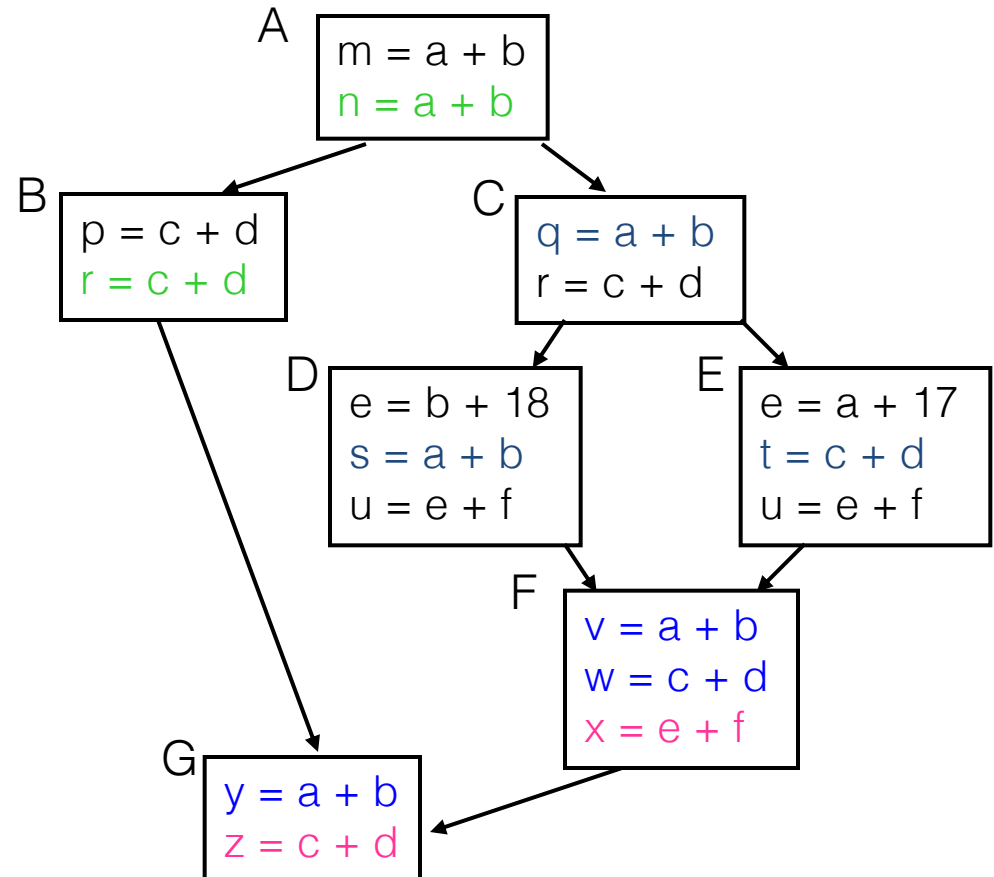 A
m = a + b
n = a + b
B
p = c + d
r = c + d
C
q = a + b
r = c + d
D
e = b + 18
s = a + b
u = e + f
E
e = a + 17
t = c + d
u = e + f
F
v = a + b
w = c + d
x = e + f
G
y = a + b
z = c + d